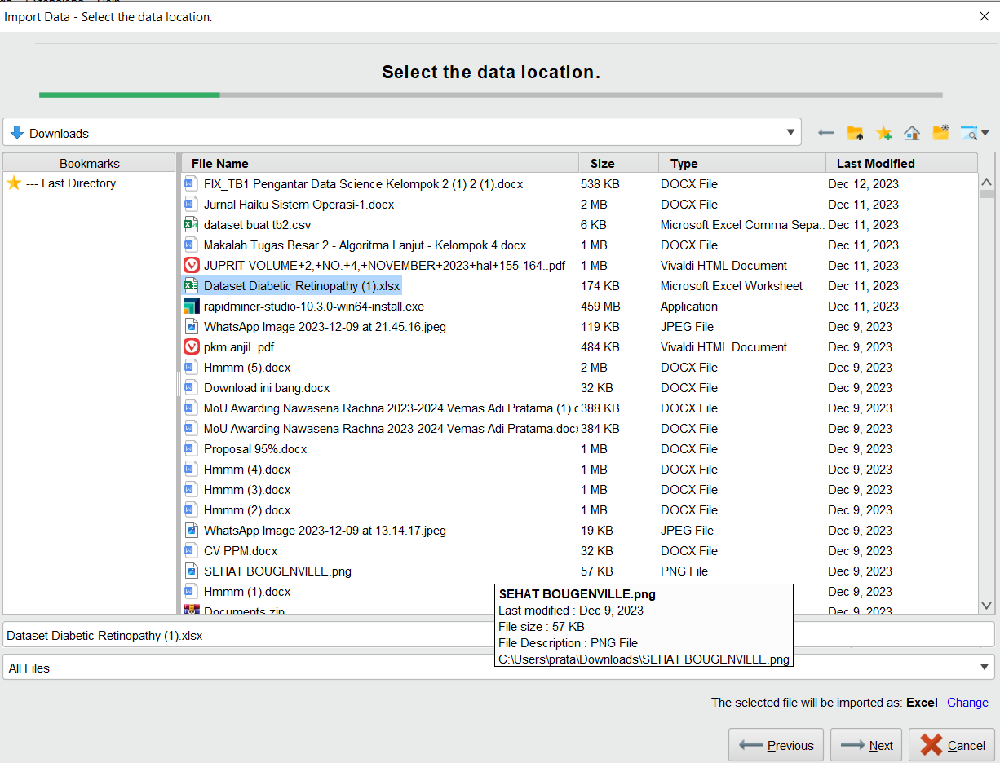 Import Data - Select the data location.
Select the data location.
Downloads
Bookmarks
--- Last Directory
File Name Size Type Last Modified
FIX_TB1 Pengantar Data Science Kelompok 2 (1) 2 (1).docx 538 KB DOCX File Dec 12, 2023
Jurnal Haiku Sistem Operasi-1.docx 2 MB DOCX File Dec 11, 2023
dataset buat tb2.csv 6 KB Microsoft Excel Comma Sepa... Dec 11, 2023
Makalah Tugas Besar 2 - Algoritma Lanjut - Kelompok 4.docx 1 MB DOCX File Dec 11, 2023
JUPRIT-VOLUME+2,+NO.+4,+NOVEMBER+2023+hal+155-164..pdf 1 MB Vivaldi HTML Document Dec 11, 2023
Dataset Diabetic Retinopathy (1).xlsx 174 KB Microsoft Excel Worksheet Dec 11, 2023
rapidminer-studio-10.3.0-win64-install.exe 459 MB Application Dec 11, 2023
WhatsApp Image 2023-12-09 at 21.45.16.jpeg 119 KB JPEG File Dec 9, 2023
pkm anjiL.pdf 484 KB Vivaldi HTML Document Dec 9, 2023
Hmmm (5).docx 2 MB DOCX File Dec 9, 2023
Download ini bang.docx 32 KB DOCX File Dec 9, 2023
MoU Awarding Nawasena Rachna 2023-2024 Vemas Adi Pratama (1).c 388 KB DOCX File Dec 9, 2023
MoU Awarding Nawasena Rachna 2023-2024 Vemas Adi Pratama.docx 384 KB DOCX File Dec 9, 2023
Proposal 95%.docx 1 MB DOCX File Dec 9, 2023
Hmmm (4).docx 1 MB DOCX File Dec 9, 2023
Hmmm (3).docx 1 MB DOCX File Dec 9, 2023
Hmmm (2).docx 1 MB DOCX File Dec 9, 2023
WhatsApp Image 2023-12-09 at 13.14.17.jpeg 19 KB JPEG File Dec 9, 2023
CV PPM.docx 32 KB DOCX File Dec 9, 2023
SEHAT BOUGENVILLE.png 57 KB PNG File Dec 9, 2023
Hmmm (1).docx Dec 9, 2023
Documents.zip Dec 9, 2023
SEHAT BOUGENVILLE.png
Last modified : Dec 9, 2023
File size : 57 KB
File Description : PNG File
C:\Users\prata\Downloads\SEHAT BOUGENVILLE.png
Dataset Diabetic Retinopathy (1).xlsx
All Files
The selected file will be imported as: Excel Change
Previous Next Cancel